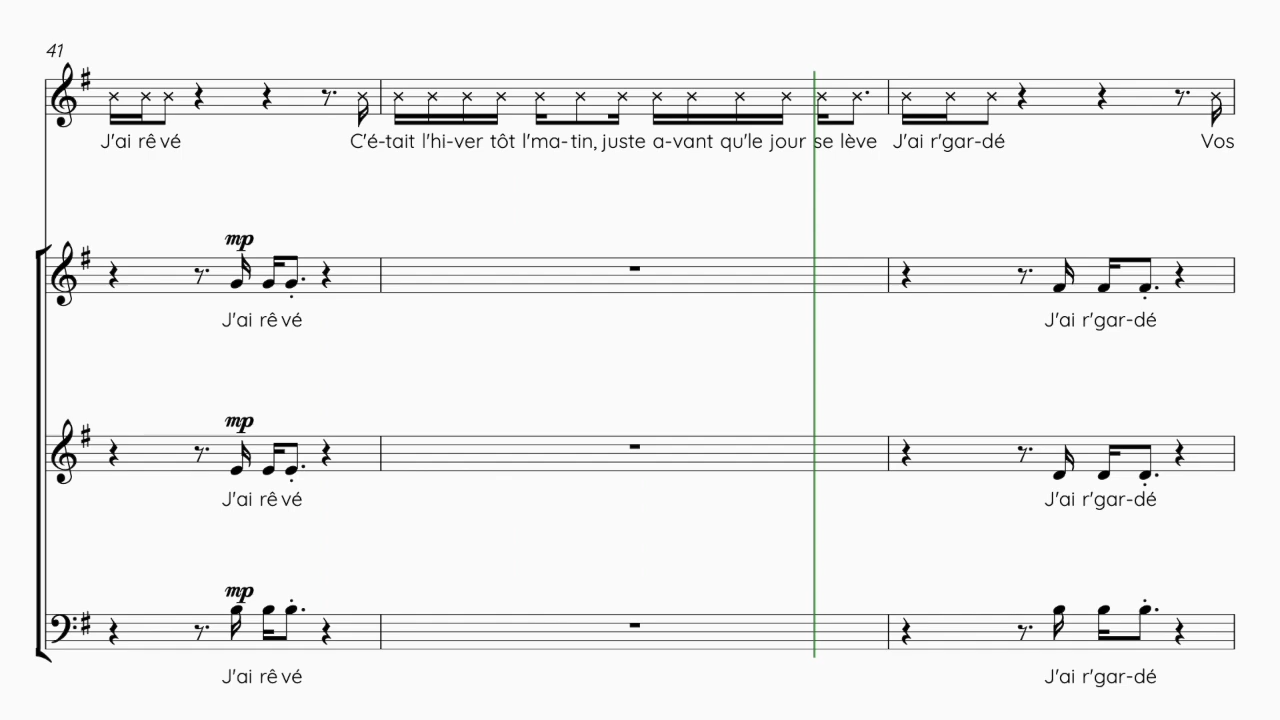 41
J'ai rê vé C'é-tait l'hi-ver tôt l'ma-tin, juste a-vant qu'le jour se lève J'ai r'gar-dé Vos
mp
J'ai rê vé J'ai r'gar-dé
mp
J'ai rê vé J'ai r'gar-dé
mp
J'ai rê vé J'ai r'gar-dé